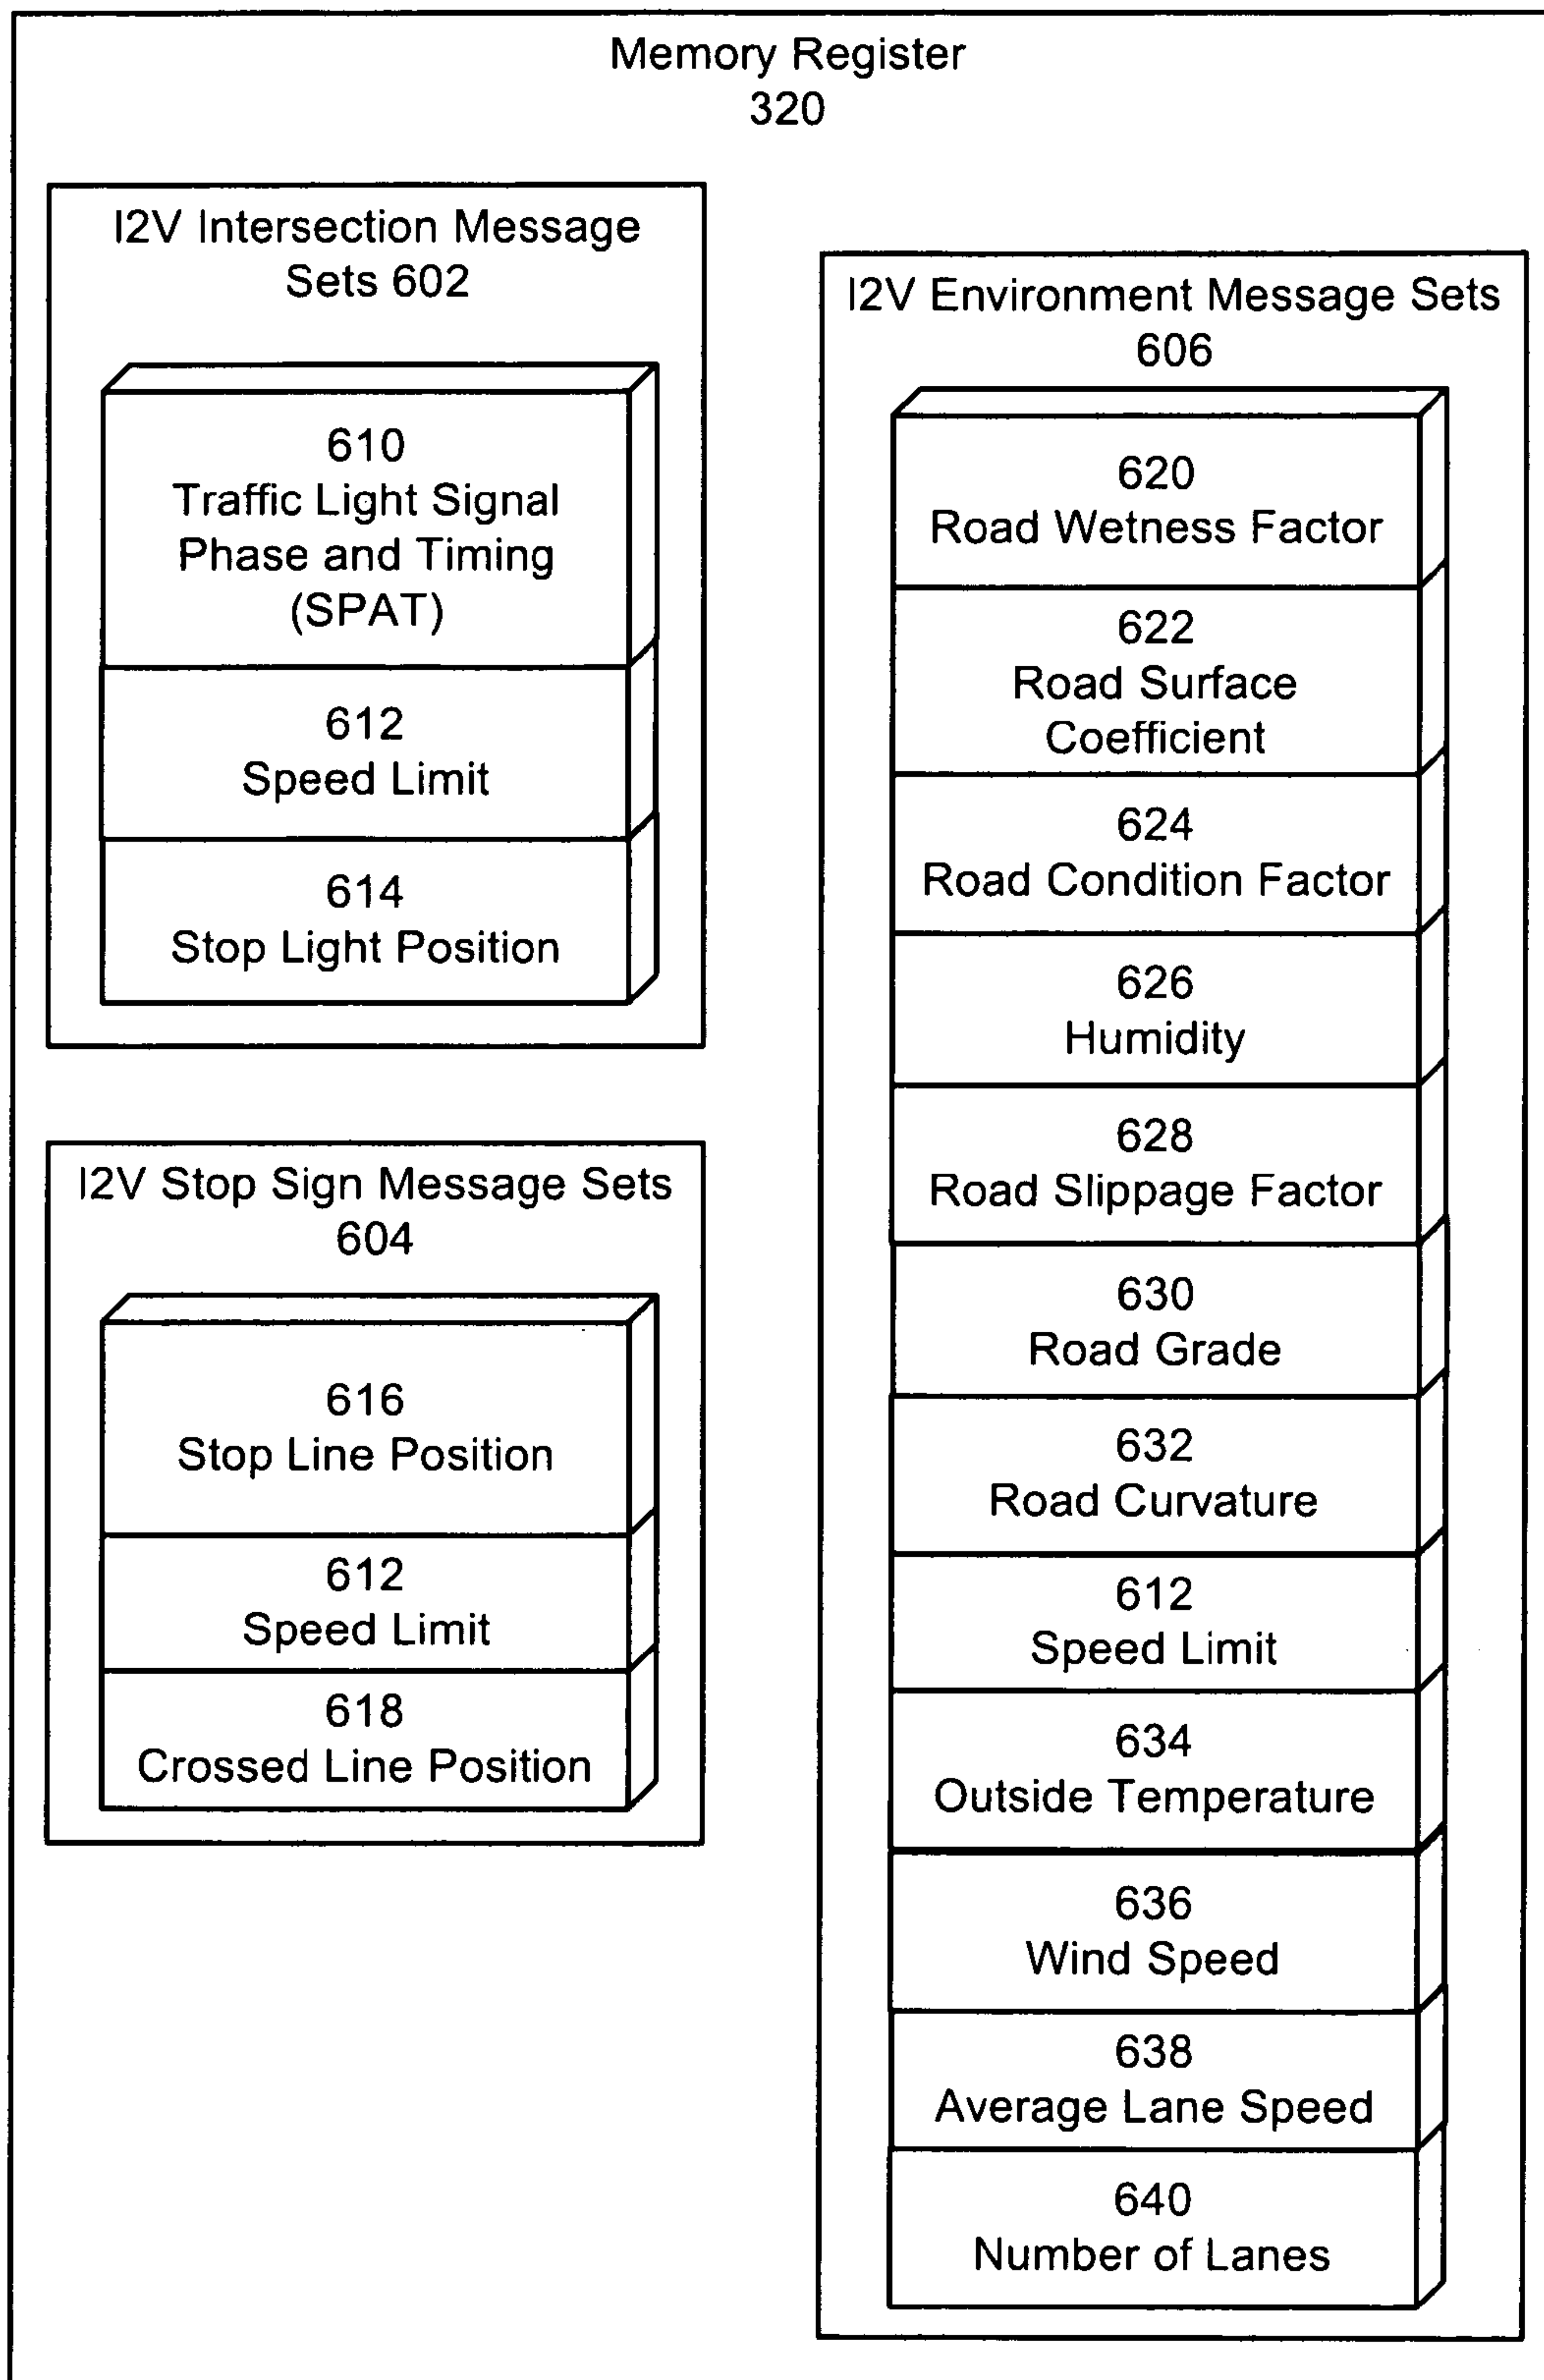 Memory Register
320
I2V Intersection Message
Sets 602
610
Traffic Light Signal
Phase and Timing
(SPAT)
612
Speed Limit
614
Stop Light Position
I2V Stop Sign Message Sets
604
616
Stop Line Position
612
Speed Limit
618
Crossed Line Position
I2V Environment Message Sets
606
620
Road Wetness Factor
622
Road Surface
Coefficient
624
Road Condition Factor
626
Humidity
628
Road Slippage Factor
630
Road Grade
632
Road Curvature
612
Speed Limit
634
Outside Temperature
636
Wind Speed
638
Average Lane Speed
640
Number of Lanes